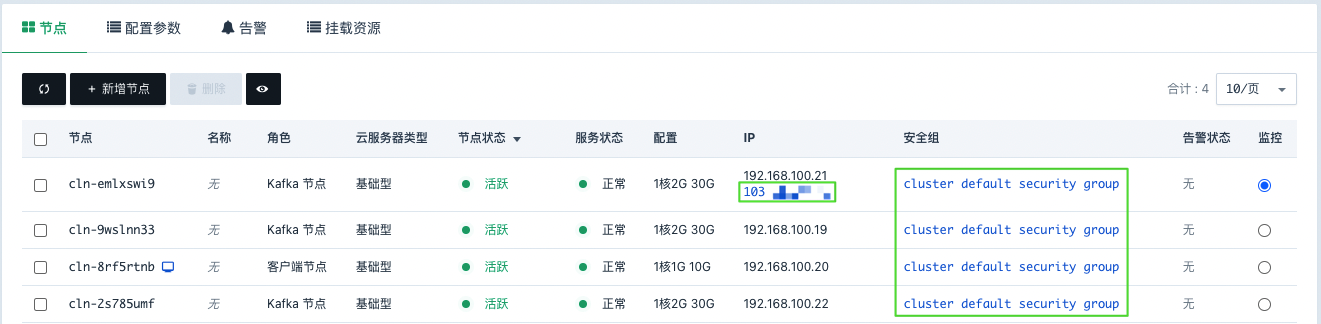 节点 配置参数 告警 挂载资源
+ 新增节点 删除 合计 : 4 10/页
节点 名称 角色 云服务器类型 节点状态 服务状态 配置 IP 安全组 告警状态 监控
cln-emlxswi9 无 Kafka 节点 基础型 活跃 正常 1核2G 30G 192.168.100.21 cluster default security group 无
103
cln-9wslnn33 无 Kafka 节点 基础型 活跃 正常 1核2G 30G 192.168.100.19 cluster default security group 无
cln-8rf5rtnb 无 客户端节点 基础型 活跃 正常 1核1G 10G 192.168.100.20 cluster default security group 无
cln-2s785umf 无 Kafka 节点 基础型 活跃 正常 1核2G 30G 192.168.100.22 cluster default security group 无